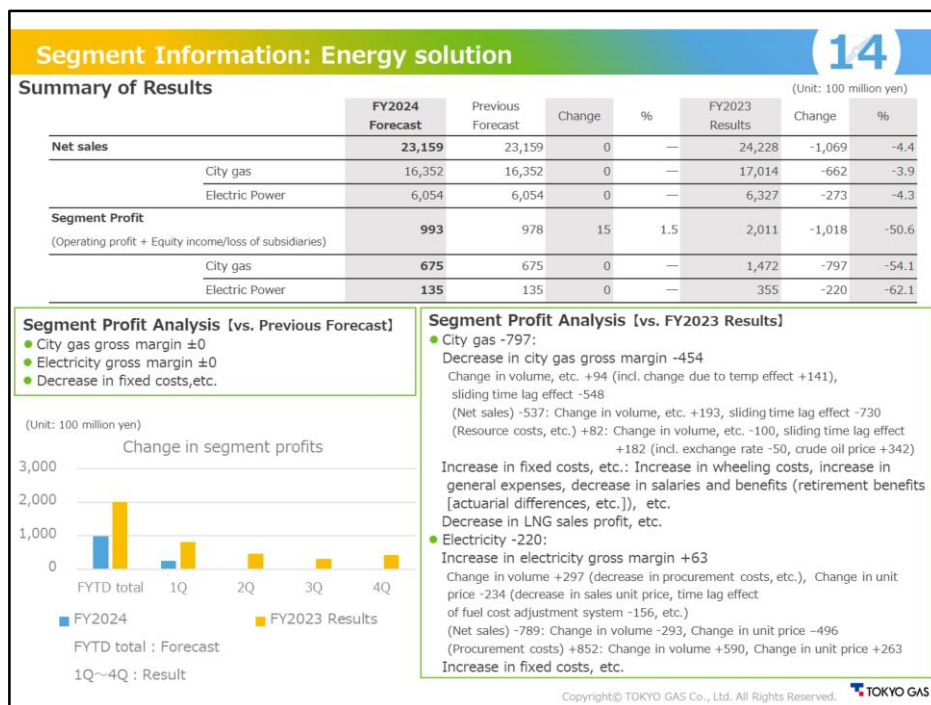 Segment Information: Energy solution
14
Summary of Results
(Unit: 100 million yen)
FY2024 Forecast Previous Forecast Change % FY2023 Results Change %
Net sales 23,159 23,159 0 — 24,228 -1,069 -4.4
City gas 16,352 16,352 0 — 17,014 -662 -3.9
Electric Power 6,054 6,054 0 — 6,327 -273 -4.3
Segment Profit
(Operating profit + Equity income/loss of subsidiaries) 993 978 15 1.5 2,011 -1,018 -50.6
City gas 675 675 0 — 1,472 -797 -54.1
Electric Power 135 135 0 — 355 -220 -62.1
Segment Profit Analysis【vs. Previous Forecast】
● City gas gross margin ±0
● Electricity gross margin ±0
● Decrease in fixed costs,etc.
(Unit: 100 million yen)
Change in segment profits
3,000
2,000
1,000
0
FYTD total 1Q 2Q 3Q 4Q
FY2024 FY2023 Results
FYTD total : Forecast
1Q～4Q : Result
Segment Profit Analysis【vs. FY2023 Results】
● City gas -797:
Decrease in city gas gross margin -454
Change in volume, etc. +94 (incl. change due to temp effect +141),
sliding time lag effect -548
(Net sales) -537: Change in volume, etc. +193, sliding time lag effect -730
(Resource costs, etc.) +82: Change in volume, etc. -100, sliding time lag effect
+182 (incl. exchange rate -50, crude oil price +342)
Increase in fixed costs, etc.: Increase in wheeling costs, increase in
general expenses, decrease in salaries and benefits (retirement benefits
[actuarial differences, etc.]), etc.
Decrease in LNG sales profit, etc.
● Electricity -220:
Increase in electricity gross margin +63
Change in volume +297 (decrease in procurement costs, etc.), Change in unit
price -234 (decrease in sales unit price, time lag effect
of fuel cost adjustment system -156, etc.)
(Net sales) -789: Change in volume -293, Change in unit price –496
(Procurement costs) +852: Change in volume +590, Change in unit price +263
Increase in fixed costs, etc.
Copyright© TOKYO GAS Co., Ltd. All Rights Reserved.
TOKYO GAS